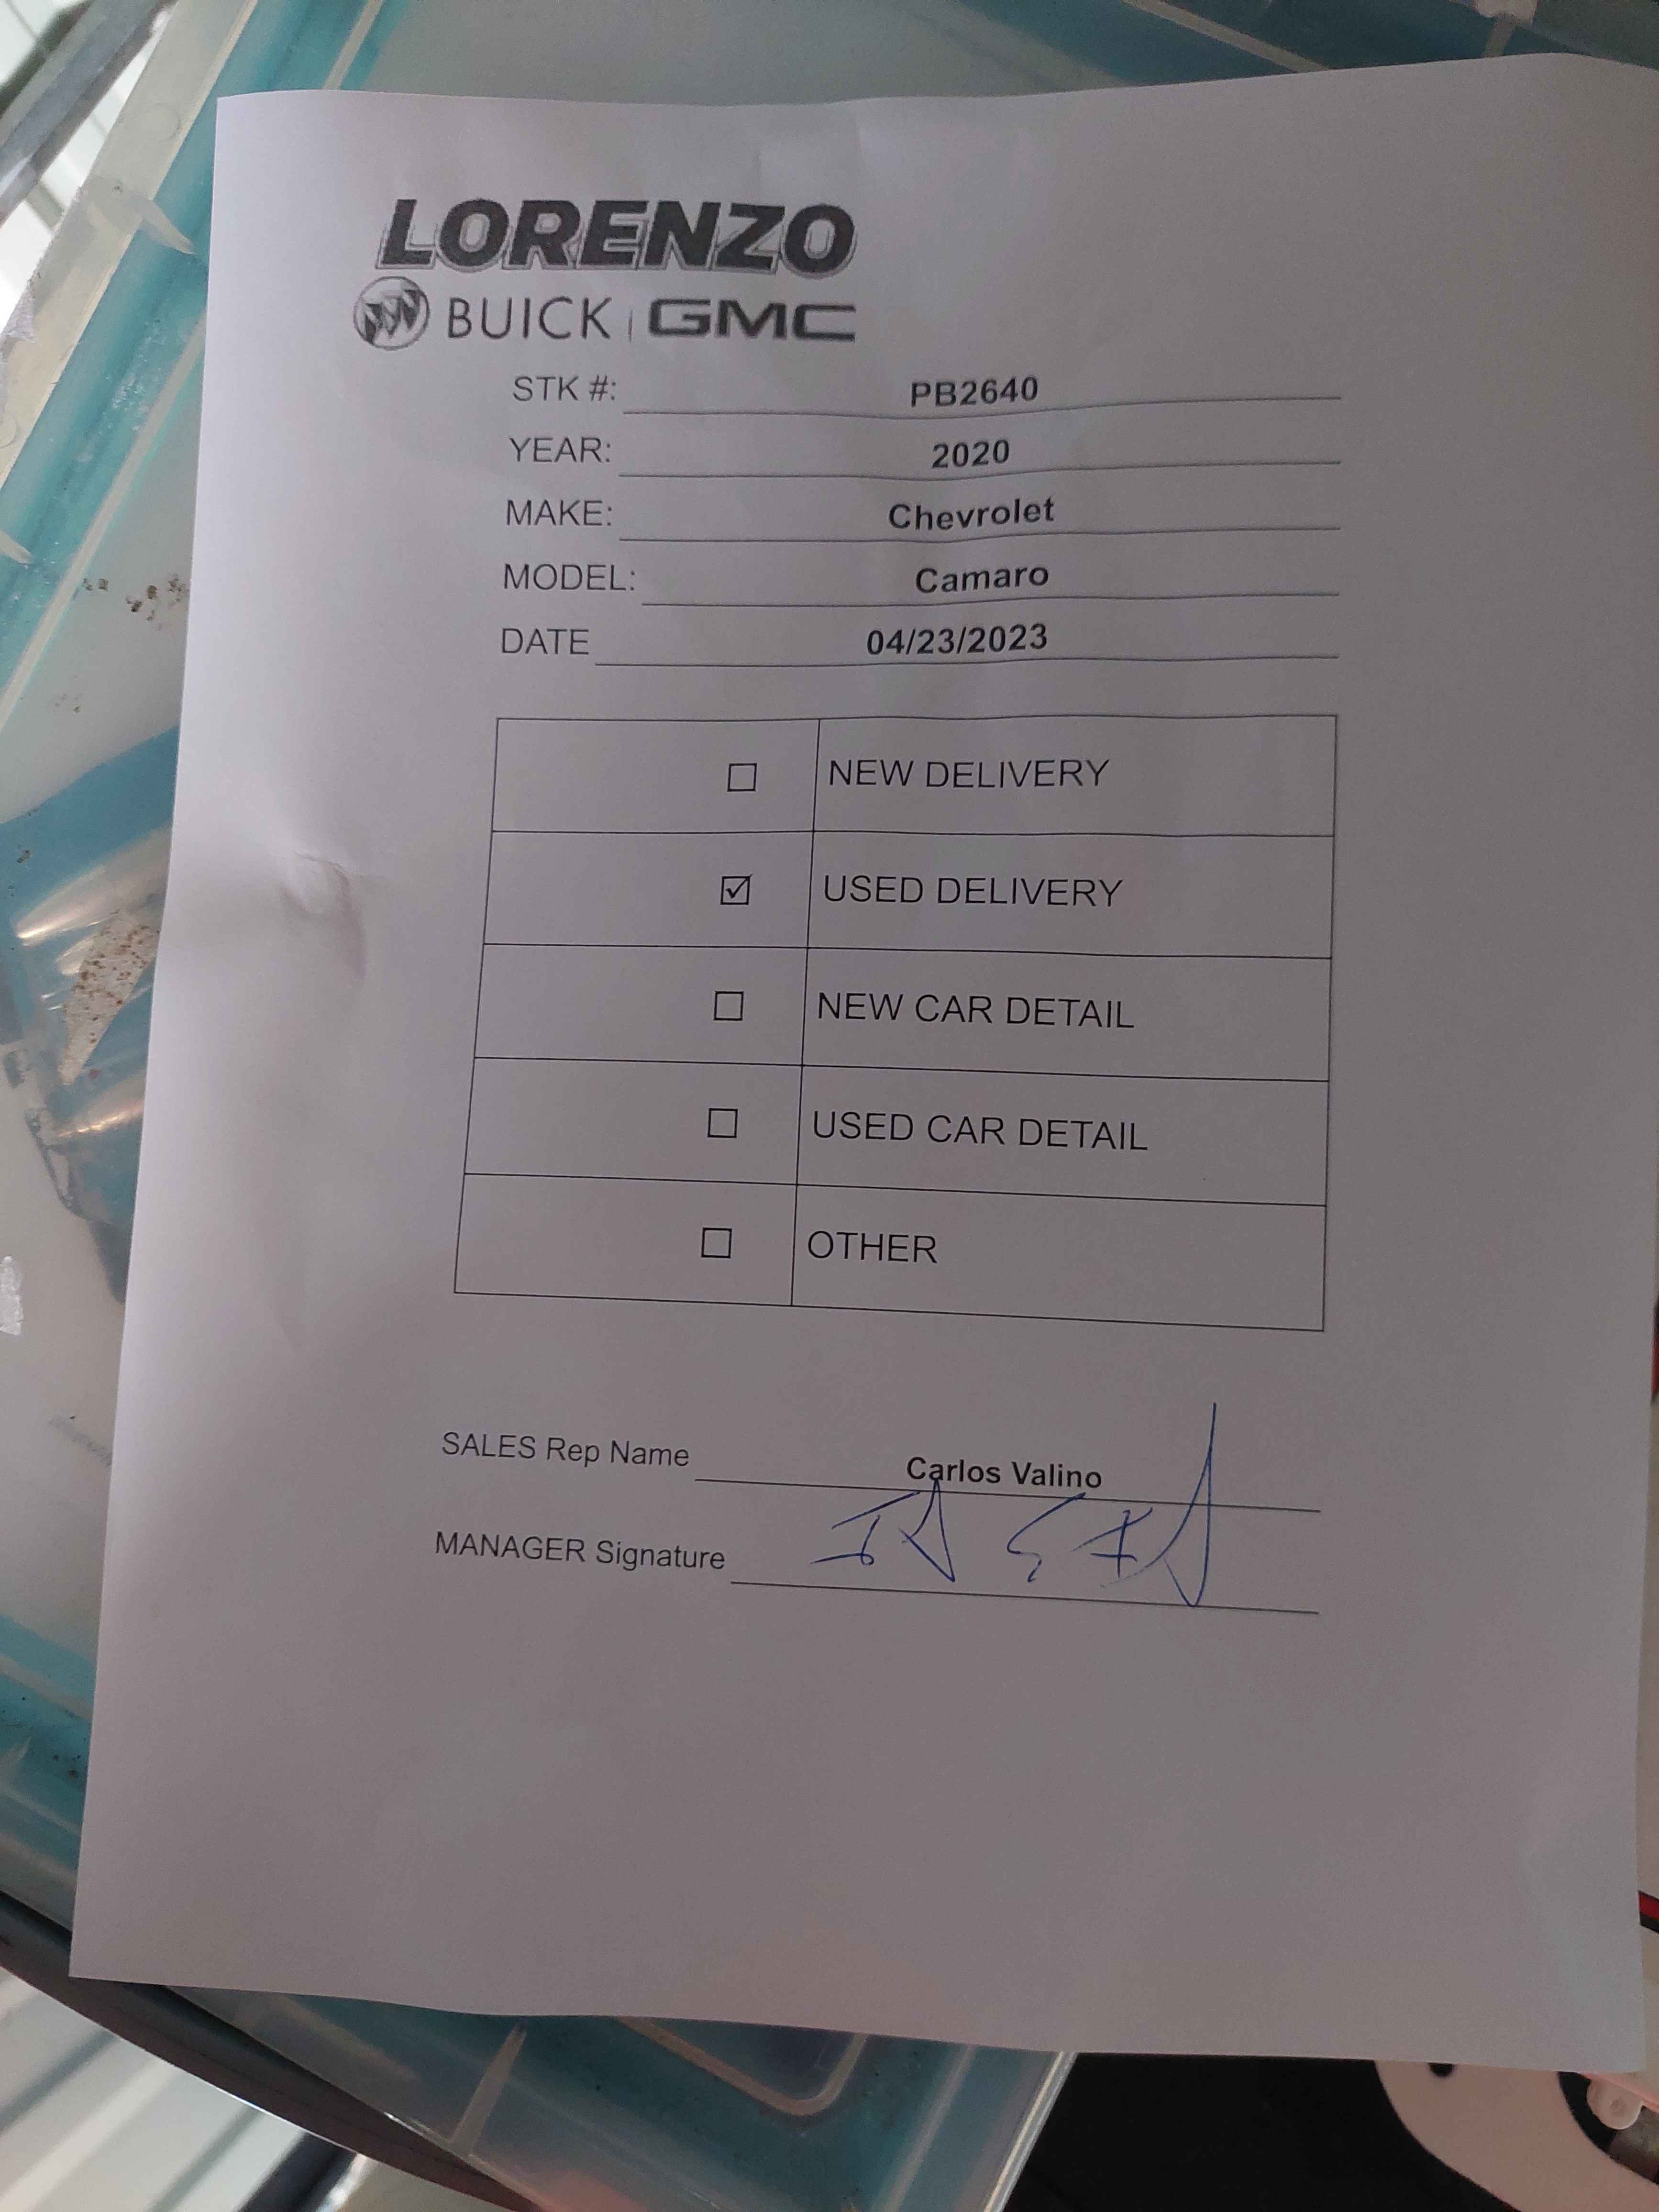 LORENZO
BUICK | GMC
STK #: PB2640
YEAR: 2020
MAKE: Chevrolet
MODEL: Camaro
DATE 04/23/2023
☐ NEW DELIVERY
☑ USED DELIVERY
☐ NEW CAR DETAIL
☐ USED CAR DETAIL
☐ OTHER
SALES Rep Name Carlos Valino
MANAGER Signature